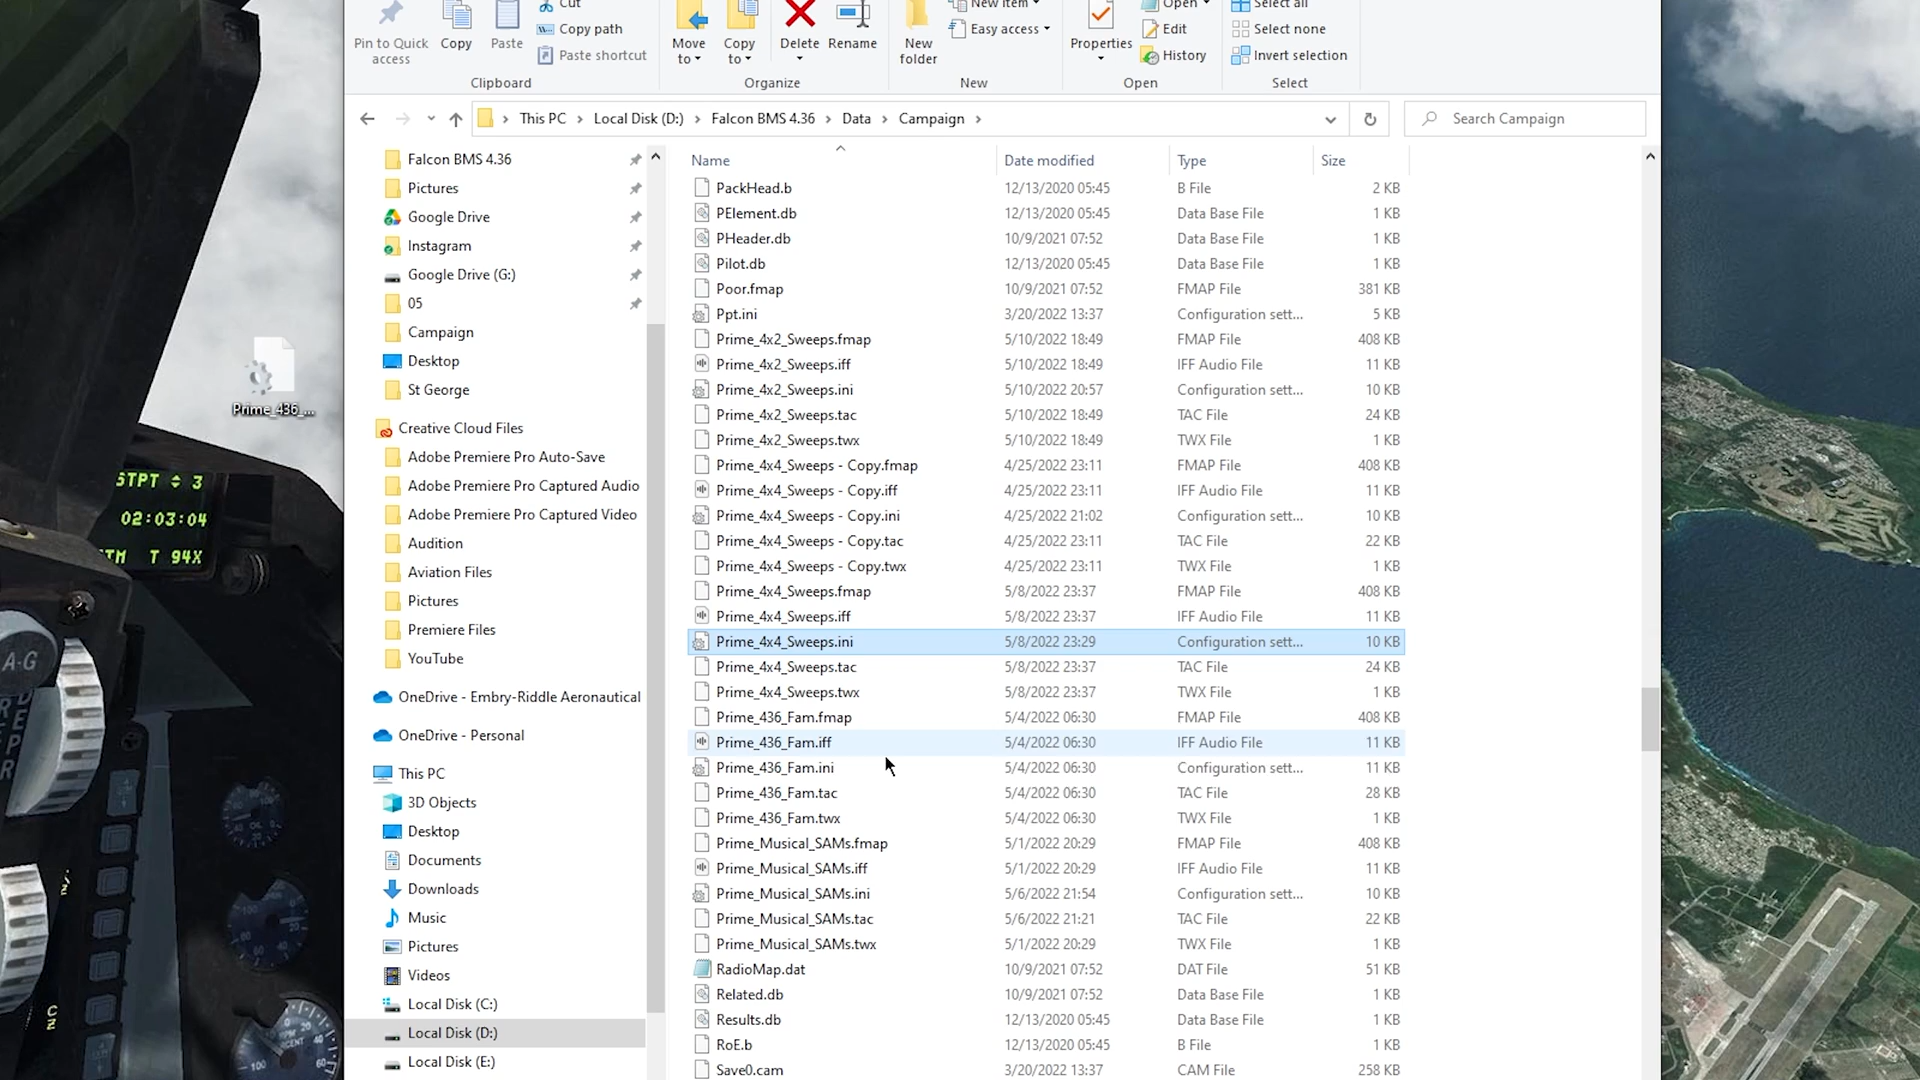 Cut
New item
Open
Select all
Copy path
Easy access
Edit
Select none
Pin to Quick access
Copy
Paste
Paste shortcut
Move to
Copy to
Delete
Rename
New folder
Properties
History
Invert selection
Clipboard
Organize
New
Open
Select
This PC > Local Disk (D:) > Falcon BMS 4.36 > Data > Campaign >
Search Campaign
Falcon BMS 4.36
Pictures
Google Drive
Instagram
Google Drive (G:)
05
Campaign
Desktop
St George
Creative Cloud Files
Adobe Premiere Pro Auto-Save
Adobe Premiere Pro Captured Audio
Adobe Premiere Pro Captured Video
Audition
Aviation Files
Pictures
Premiere Files
YouTube
OneDrive - Embry-Riddle Aeronautical
OneDrive - Personal
This PC
3D Objects
Desktop
Documents
Downloads
Music
Pictures
Videos
Local Disk (C:)
Local Disk (D:)
Local Disk (E:)
Name Date modified Type Size
PackHead.b 12/13/2020 05:45 B File 2 KB
PElement.db 12/13/2020 05:45 Data Base File 1 KB
PHeader.db 10/9/2021 07:52 Data Base File 1 KB
Pilot.db 12/13/2020 05:45 Data Base File 1 KB
Poor.fmap 10/9/2021 07:52 FMAP File 381 KB
Ppt.ini 3/20/2022 13:37 Configuration sett... 5 KB
Prime_4x2_Sweeps.fmap 5/10/2022 18:49 FMAP File 408 KB
Prime_4x2_Sweeps.iff 5/10/2022 18:49 IFF Audio File 11 KB
Prime_4x2_Sweeps.ini 5/10/2022 20:57 Configuration sett... 10 KB
Prime_4x2_Sweeps.tac 5/10/2022 18:49 TAC File 24 KB
Prime_4x2_Sweeps.twx 5/10/2022 18:49 TWX File 1 KB
Prime_4x4_Sweeps - Copy.fmap 4/25/2022 23:11 FMAP File 408 KB
Prime_4x4_Sweeps - Copy.iff 4/25/2022 23:11 IFF Audio File 11 KB
Prime_4x4_Sweeps - Copy.ini 4/25/2022 21:02 Configuration sett... 10 KB
Prime_4x4_Sweeps - Copy.tac 4/25/2022 23:11 TAC File 22 KB
Prime_4x4_Sweeps - Copy.twx 4/25/2022 23:11 TWX File 1 KB
Prime_4x4_Sweeps.fmap 5/8/2022 23:37 FMAP File 408 KB
Prime_4x4_Sweeps.iff 5/8/2022 23:37 IFF Audio File 11 KB
Prime_4x4_Sweeps.ini 5/8/2022 23:29 Configuration sett... 10 KB
Prime_4x4_Sweeps.tac 5/8/2022 23:37 TAC File 24 KB
Prime_4x4_Sweeps.twx 5/8/2022 23:37 TWX File 1 KB
Prime_436_Fam.fmap 5/4/2022 06:30 FMAP File 408 KB
Prime_436_Fam.iff 5/4/2022 06:30 IFF Audio File 11 KB
Prime_436_Fam.ini 5/4/2022 06:30 Configuration sett... 11 KB
Prime_436_Fam.tac 5/4/2022 06:30 TAC File 28 KB
Prime_436_Fam.twx 5/4/2022 06:30 TWX File 1 KB
Prime_Musical_SAMs.fmap 5/1/2022 20:29 FMAP File 408 KB
Prime_Musical_SAMs.iff 5/1/2022 20:29 IFF Audio File 11 KB
Prime_Musical_SAMs.ini 5/6/2022 21:54 Configuration sett... 10 KB
Prime_Musical_SAMs.tac 5/6/2022 21:21 TAC File 22 KB
Prime_Musical_SAMs.twx 5/1/2022 20:29 TWX File 1 KB
RadioMap.dat 10/9/2021 07:52 DAT File 51 KB
Related.db 10/9/2021 07:52 Data Base File 1 KB
Results.db 12/13/2020 05:45 Data Base File 1 KB
RoE.b 12/13/2020 05:45 B File 1 KB
Save0.cam 3/20/2022 13:37 CAM File 258 KB
Prime_436_...
STPT 3
02:03:04
T 94X
A-G